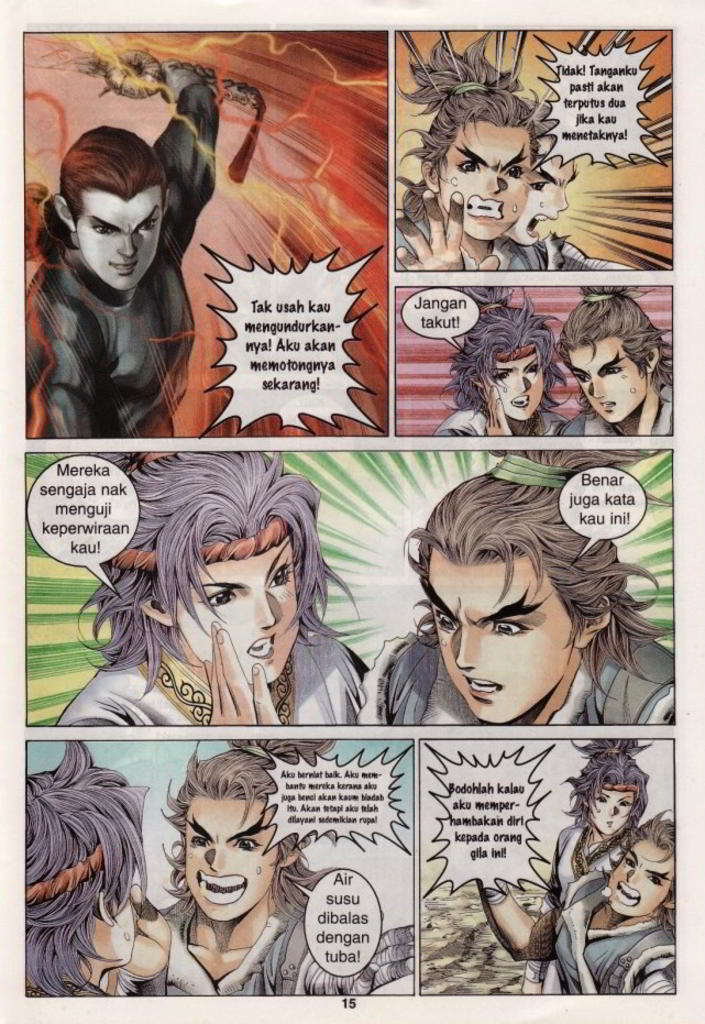 Tak usah kau
mengundurkan-
nya! Aku akan
memotongnya
sekarang!
Tidak! Tanganku
pasti akan
terputus dua
jika kau
menetaknya!
Jangan
takut!
Mereka
sengaja nak
menguji
keperwiraan
kau!
Benar
juga kata
kau ini!
Aku berniat baik. Aku mem-
bantu mereka kerana aku
juga benci akan kaum biadab
itu. Akan tetapi aku telah
dilayani sedemikian rupa!
Air
susu
dibalas
dengan
tuba!
Bodohlah kalau
aku memper-
hambakan diri
kepada orang
gila ini!
15